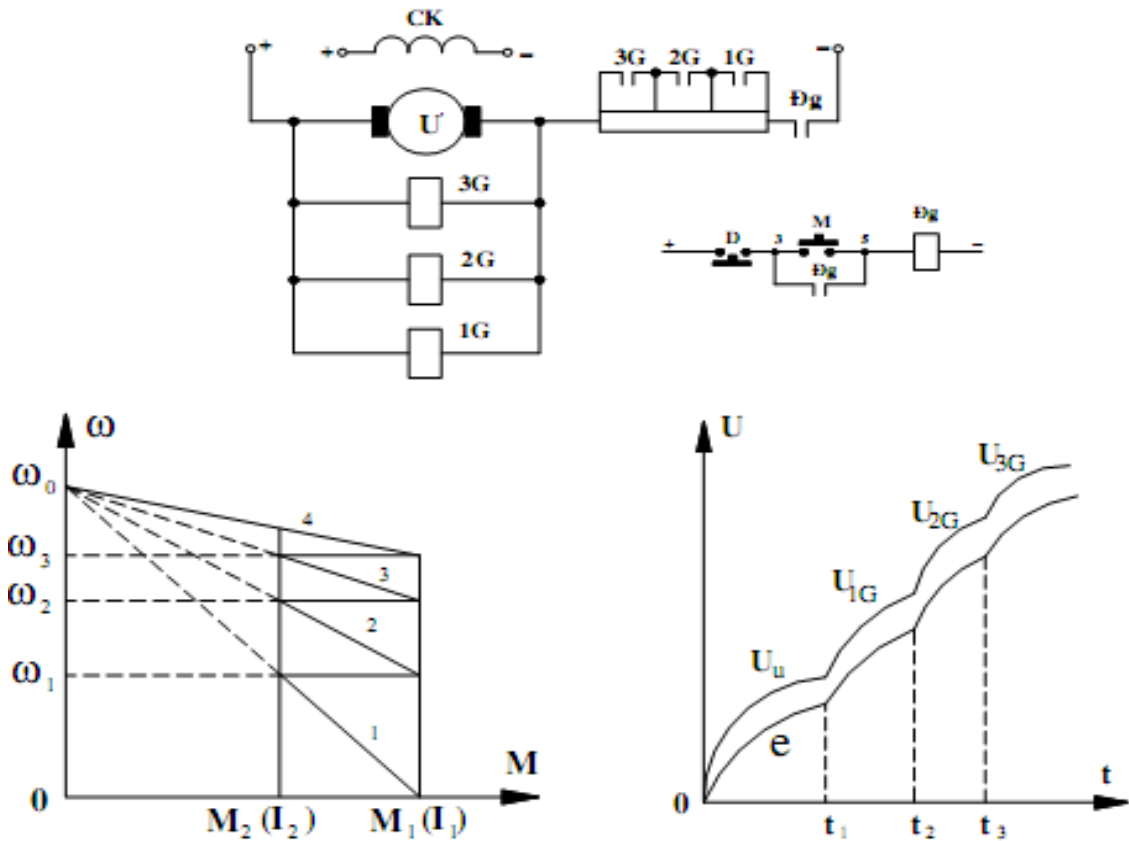 CK
+ + – –
3G 2G 1G
Đg
Ư
3G
2G
1G
Đg
+ D 3 M 5 –
Đg
ω
ω₀
ω₃
ω₂
ω₁
4
3
2
1
0
M
M₂ (I₂) M₁ (I₁)
U
U₃G
U₂G
U₁G
Uᵤ
e
0
t
t₁ t₂ t₃